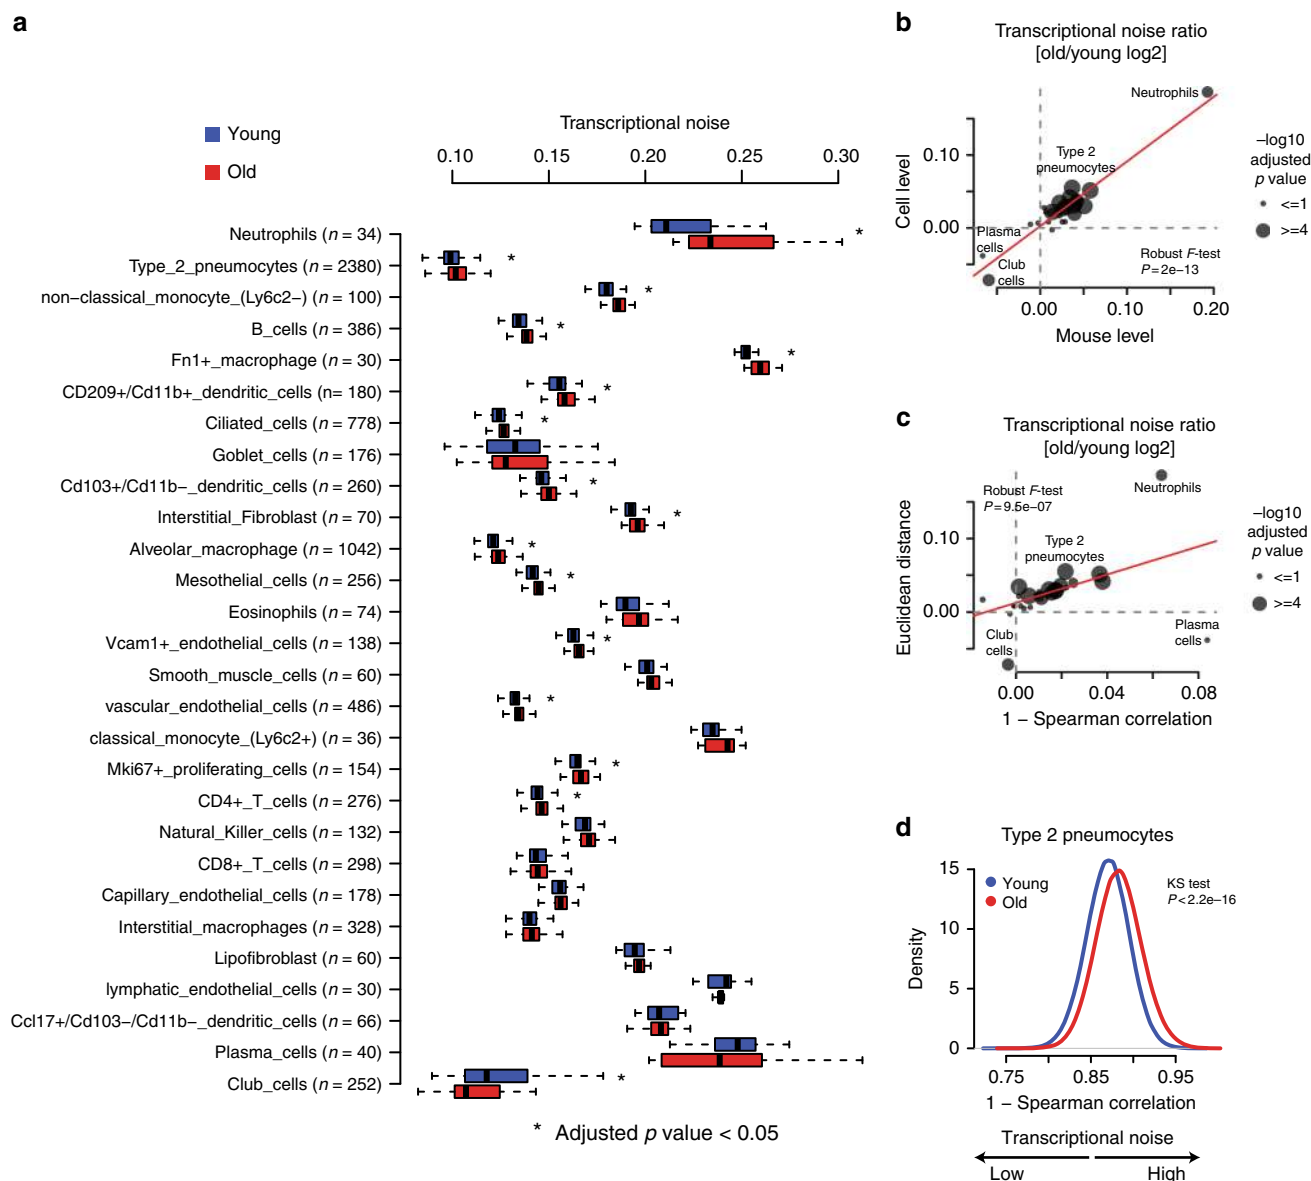 a
Young
Old
Transcriptional noise
0.10 0.15 0.20 0.25 0.30
Neutrophils (n = 34)
*
Type_2_pneumocytes (n = 2380)
*
non-classical_monocyte_(Ly6c2-) (n = 100)
*
B_cells (n = 386)
*
Fn1+_macrophage (n = 30)
*
CD209+/Cd11b+_dendritic_cells (n= 180)
*
Ciliated_cells (n = 778)
*
Goblet_cells (n = 176)
Cd103+/Cd11b−_dendritic_cells (n = 260)
*
Interstitial_Fibroblast (n = 70)
*
Alveolar_macrophage (n = 1042)
*
Mesothelial_cells (n = 256)
*
Eosinophils (n = 74)
Vcam1+_endothelial_cells (n = 138)
*
Smooth_muscle_cells (n = 60)
vascular_endothelial_cells (n = 486)
*
classical_monocyte_(Ly6c2+) (n = 36)
Mki67+_proliferating_cells (n = 154)
*
CD4+_T_cells (n = 276)
*
Natural_Killer_cells (n = 132)
CD8+_T_cells (n = 298)
Capillary_endothelial_cells (n = 178)
Interstitial_macrophages (n = 328)
Lipofibroblast (n = 60)
lymphatic_endothelial_cells (n = 30)
Ccl17+/Cd103−/Cd11b−_dendritic_cells (n = 66)
Plasma_cells (n = 40)
Club_cells (n = 252)
*
* Adjusted p value < 0.05
b
Transcriptional noise ratio
[old/young log2]
Neutrophils
Type 2
pneumocytes
Plasma
cells
Club
cells
Robust F-test
P = 2e−13
Cell level
0.10
0.00
0.00 0.10 0.20
Mouse level
−log10
adjusted
p value
<=1
>=4
c
Transcriptional noise ratio
[old/young log2]
Robust F-test
P = 9.5e−07
Neutrophils
Type 2
pneumocytes
Club
cells
Plasma
cells
Euclidean distance
0.10
0.00
0.00 0.04 0.08
1 − Spearman correlation
−log10
adjusted
p value
<=1
>=4
d
Type 2 pneumocytes
Young
Old
KS test
P < 2.2e−16
Density
15
10
5
0
0.75 0.85 0.95
1 − Spearman correlation
Transcriptional noise
Low High